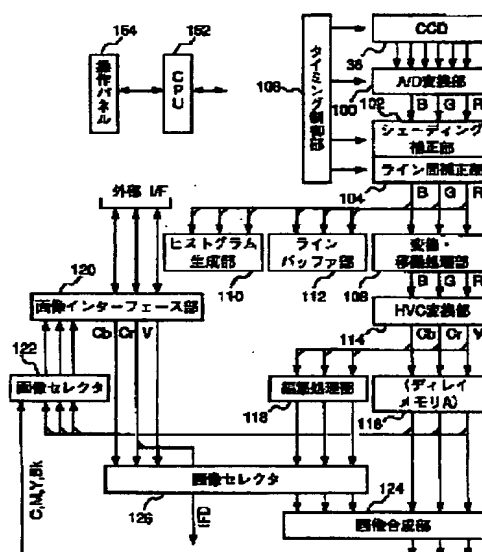 154
152
操作パネル
CPU
106
タイミング制御部
CCD
36
A/D変換部
100
B G R
102
シェーディング
補正部
ライン間補正部
104
B G R
外部 I/F
ヒストグラム
生成部
110
ライン
バッファ部
112
変倍・
移動処理部
108
B G R
120
画像インターフェース部
HVC変換部
114
Cb Cr V
Cb Cr V
122
画像セレクタ
編集処理部
118
(ディレイ
メモリA)
116
C,M,Y,Bk
画像セレクタ
126
IFD
124
画像合成部